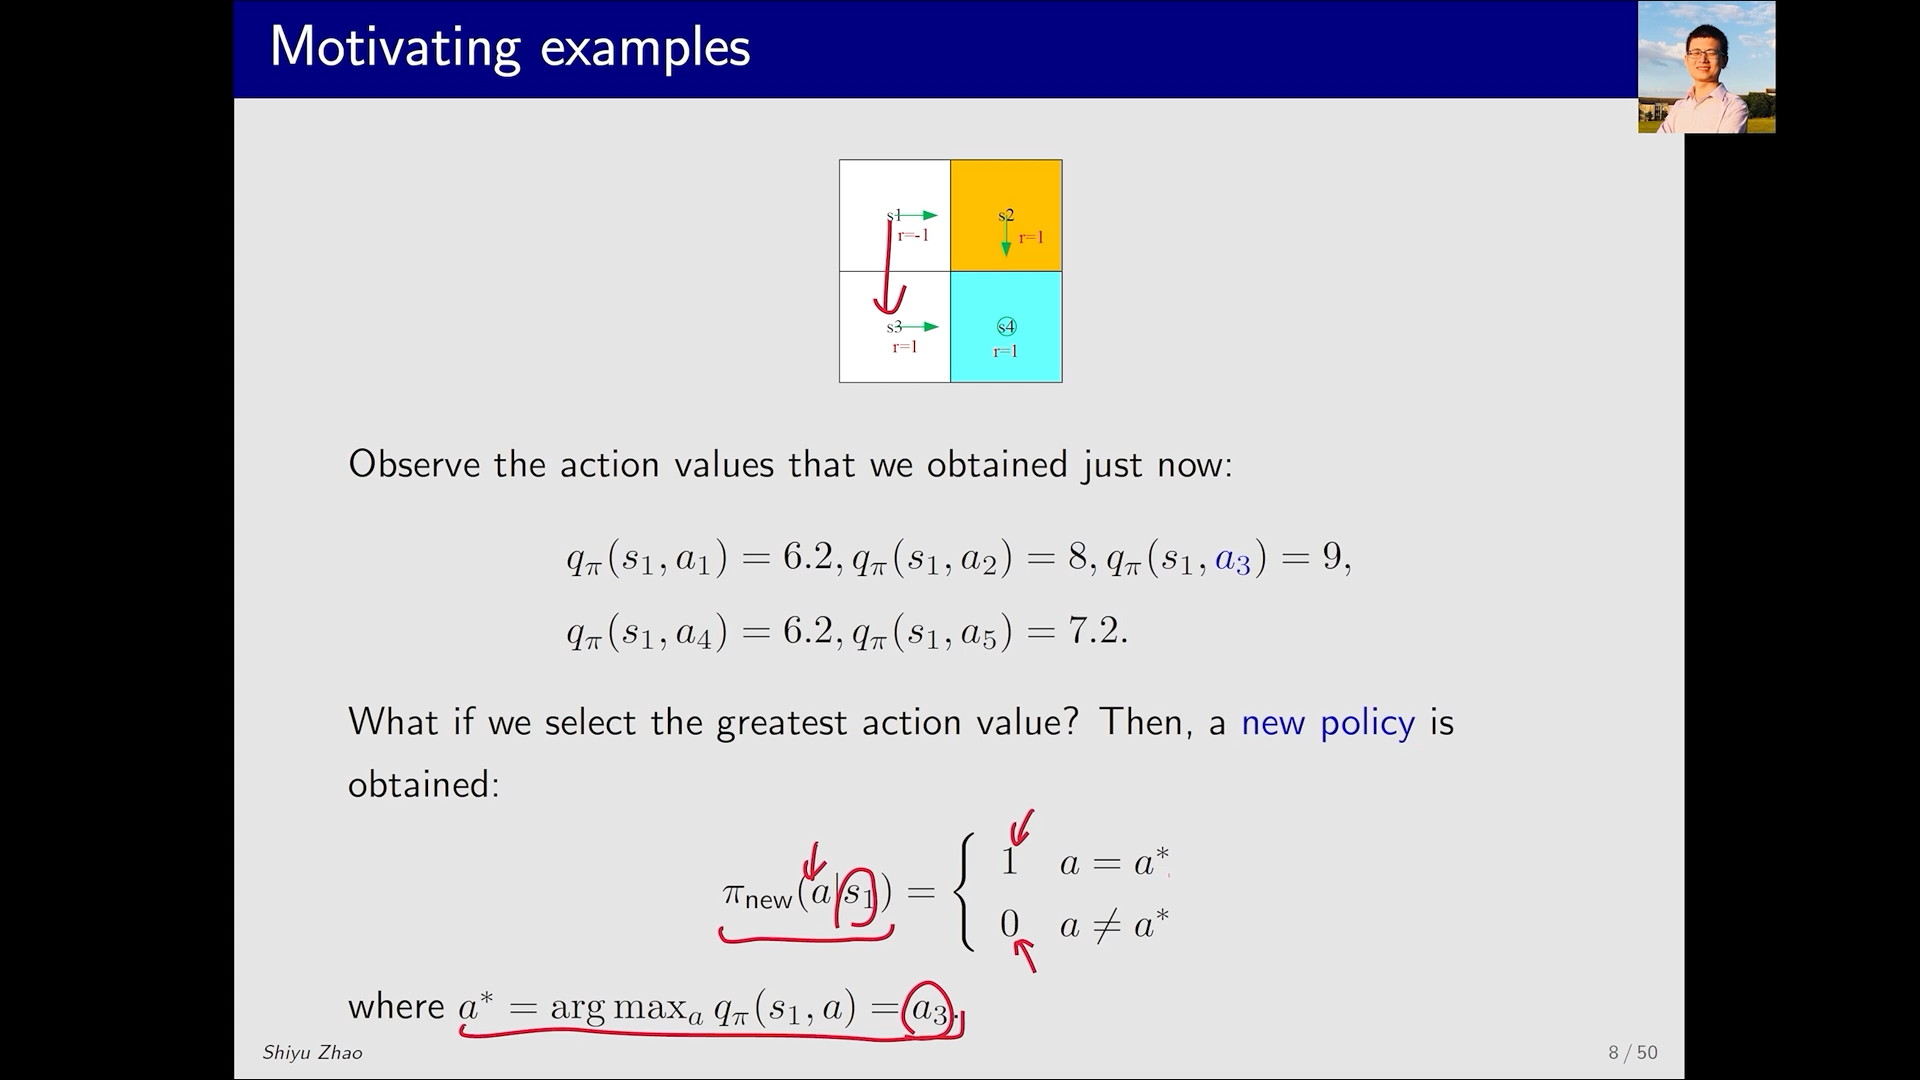 Motivating examples
s1 s2
r=-1 r=1
s3 s4
r=1 r=1
Observe the action values that we obtained just now:
qπ(s1, a1) = 6.2, qπ(s1, a2) = 8, qπ(s1, a3) = 9,
qπ(s1, a4) = 6.2, qπ(s1, a5) = 7.2.
What if we select the greatest action value? Then, a new policy is
obtained:
πnew(a|s1) = { 1 a = a*
0 a ≠ a*
where a* = arg maxa qπ(s1, a) = a3.
Shiyu Zhao 8 / 50